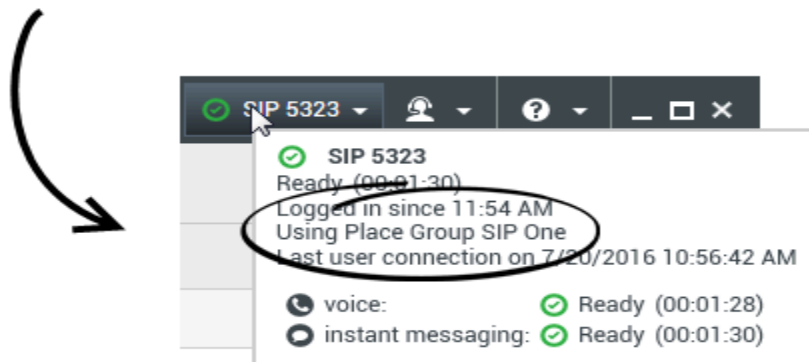 SIP 5323
SIP 5323
Ready (00:01:30)
Logged in since 11:54 AM
Using Place Group SIP One
Last user connection on 7/20/2016 10:56:42 AM
voice: Ready (00:01:28)
instant messaging: Ready (00:01:30)